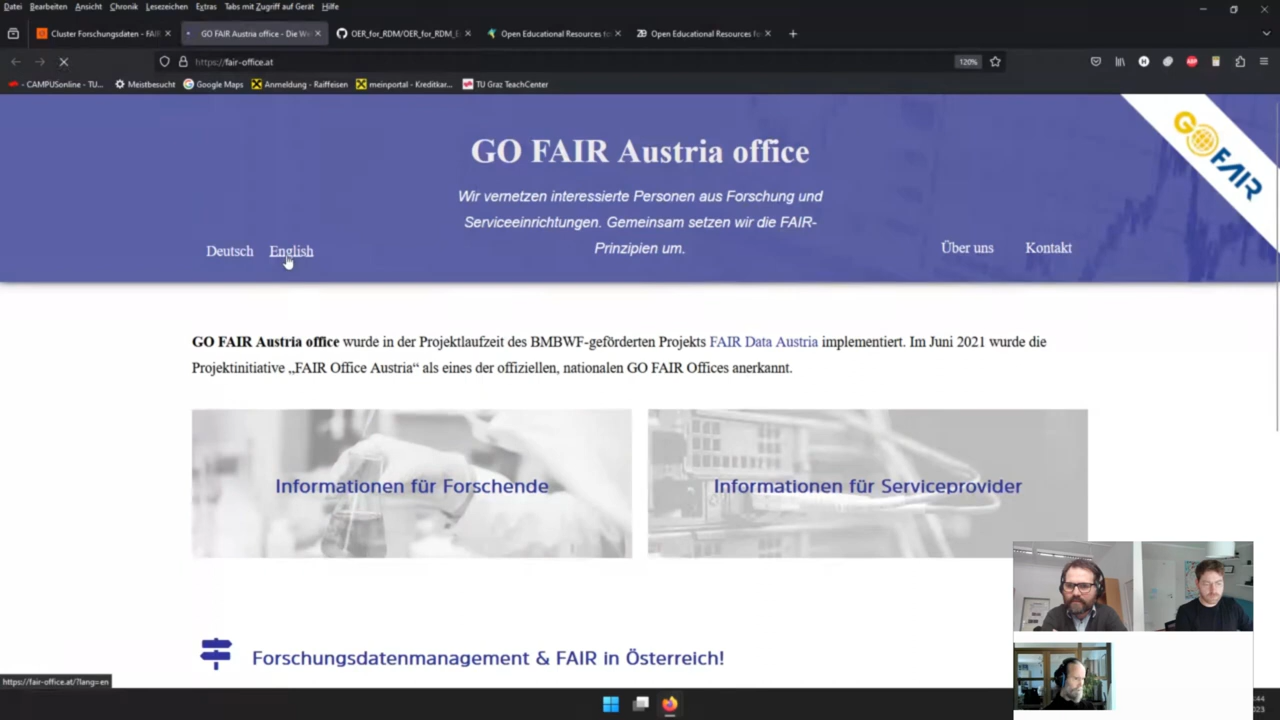 Datei Bearbeiten Ansicht Chronik Lesezeichen Extras Tabs mit Zugriff auf Gerät Hilfe
Cluster Forschungsdaten - FAIR
GO FAIR Austria office - Die We
OER_for_RDM/OER_for_RDM_
Open Educational Resources fo
Open Educational Resources for
https://fair-office.at
120%
- CAMPUSonline - TU...
Meistbesucht
Google Maps
Anmeldung - Raiffeisen
meinportal - Kreditkar...
TU Graz TeachCenter
GO FAIR Austria office
GO FAIR
Wir vernetzen interessierte Personen aus Forschung und
Serviceeinrichtungen. Gemeinsam setzen wir die FAIR-
Prinzipien um.
Deutsch English
Über uns Kontakt
GO FAIR Austria office wurde in der Projektlaufzeit des BMBWF-geförderten Projekts FAIR Data Austria implementiert. Im Juni 2021 wurde die
Projektinitiative „FAIR Office Austria“ als eines der offiziellen, nationalen GO FAIR Offices anerkannt.
Informationen für Forschende
Informationen für Serviceprovider
Forschungsdatenmanagement & FAIR in Österreich!
https://fair-office.at/?lang=en